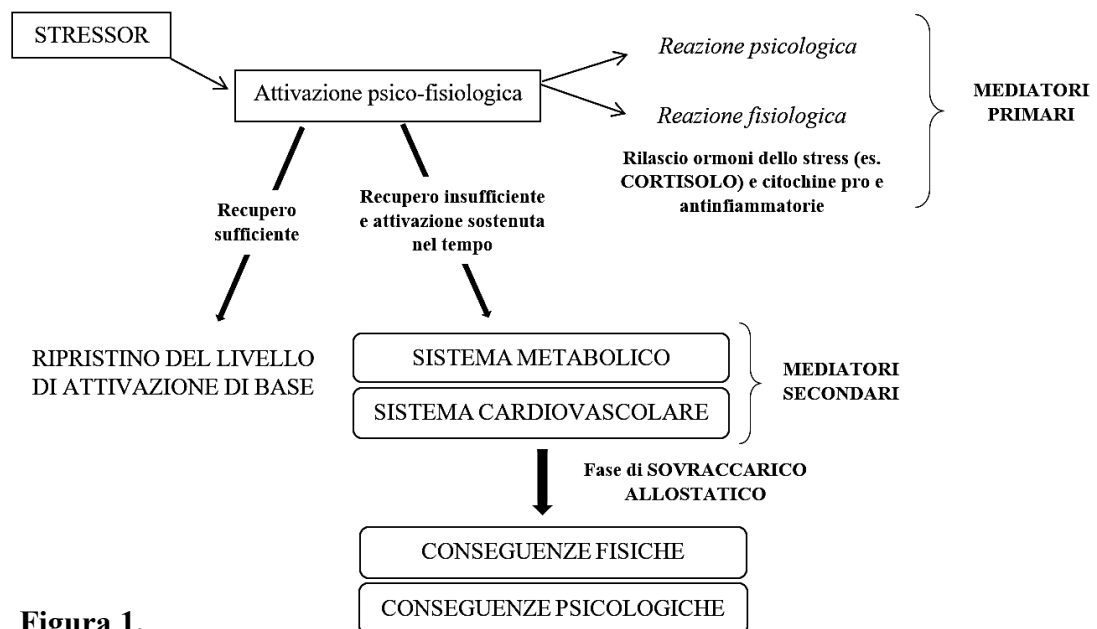 STRESSOR
Attivazione psico-fisiologica
Reazione psicologica
Reazione fisiologica
Rilascio ormoni dello stress (es.
CORTISOLO) e citochine pro e
antinfiammatorie
MEDIATORI
PRIMARI
Recupero
sufficiente
Recupero insufficiente
e attivazione sostenuta
nel tempo
RIPRISTINO DEL LIVELLO
DI ATTIVAZIONE DI BASE
SISTEMA METABOLICO
SISTEMA CARDIOVASCOLARE
MEDIATORI
SECONDARI
Fase di SOVRACCARICO
ALLOSTATICO
CONSEGUENZE FISICHE
CONSEGUENZE PSICOLOGICHE
Figura 1.